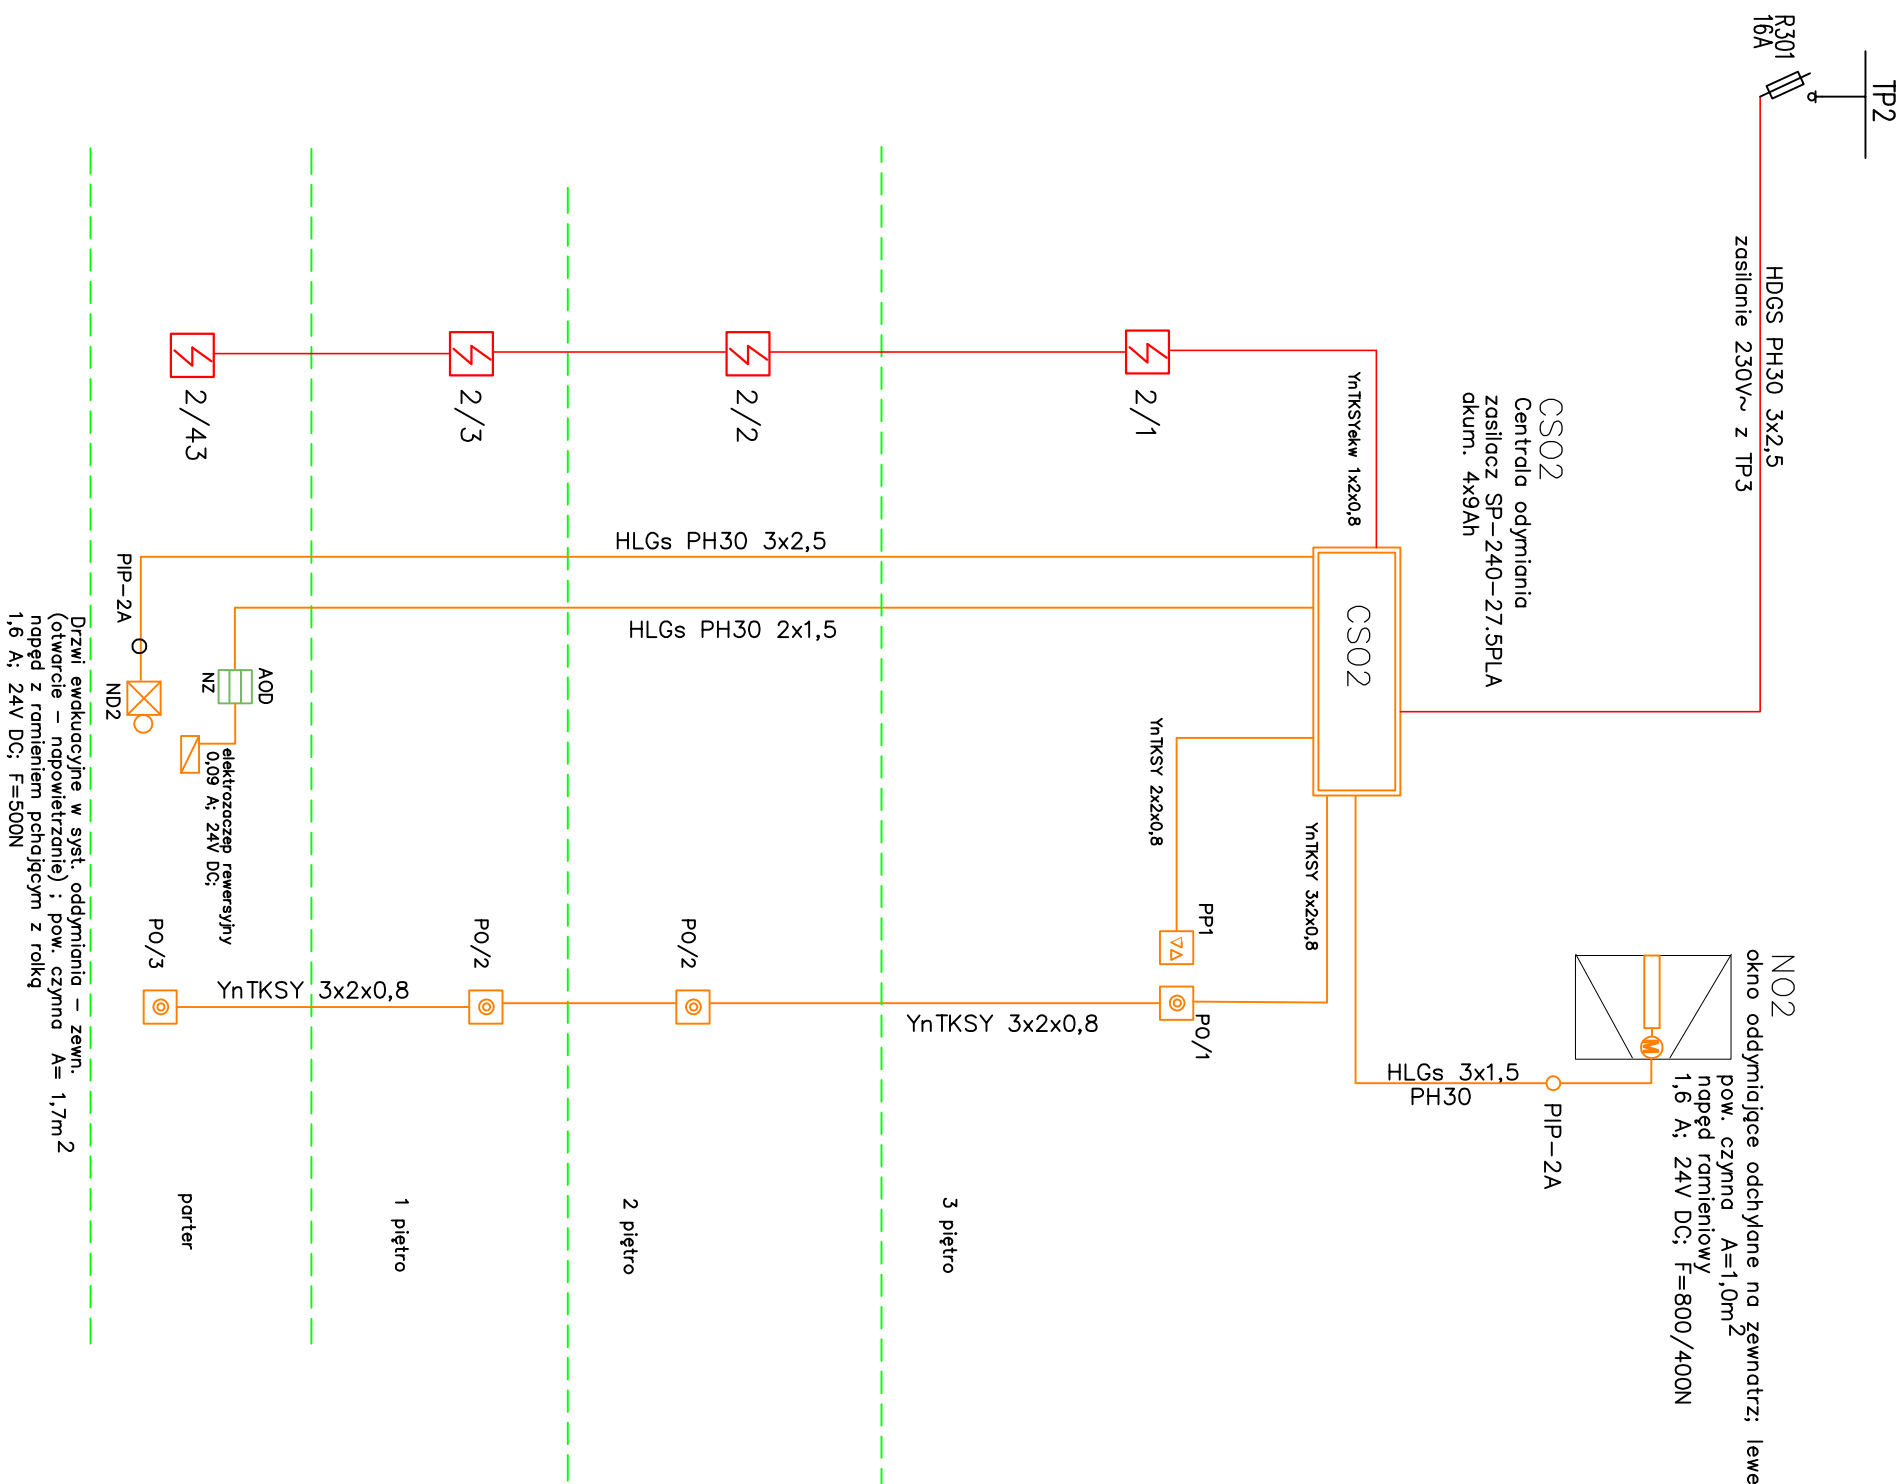 TP2
R301
16A
HDGS PH30 3x2,5
zasilanie 230V~ z TP3
CSO2
Centrala odymiania
zasilacz SP-240-27.5PLA
akum. 4x9Ah
NO2
okno oddymiające odchylane na zewnatrz; lewe
pow. czynna A=1,0m2
napęd ramieniowy
1,6 A; 24V DC; F=800/400N
PIP-2A
HLGs 3x1,5
PH30
CSO2
YnTKSYekw 1x2x0,8
YnTKSY 3x2x0,8
YnTKSY 2x2x0,8
PP1
PO/1
2/1
YnTKSY 3x2x0,8
3 piętro
HLGs PH30 3x2,5
HLGs PH30 2x1,5
2/2
PO/2
2 piętro
2/3
PO/2
1 piętro
YnTKSY 3x2x0,8
2/43
AOD
NZ
elektrozaczep rewersyjny
0,09 A; 24V DC;
PO/3
parter
PIP-2A
ND2
Drzwi ewakuacyjne w syst. oddymiania - zewn.
(otwarcie - napowietrzanie) ; pow. czynna A= 1,7m2
napęd z ramieniem pchającym z rolką
1,6 A; 24V DC; F=500N